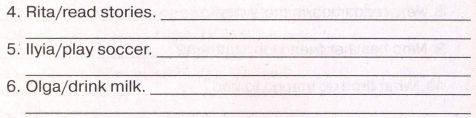 4. Rita/read stories.
5. Ilyia/play soccer.
6. Olga/drink milk.